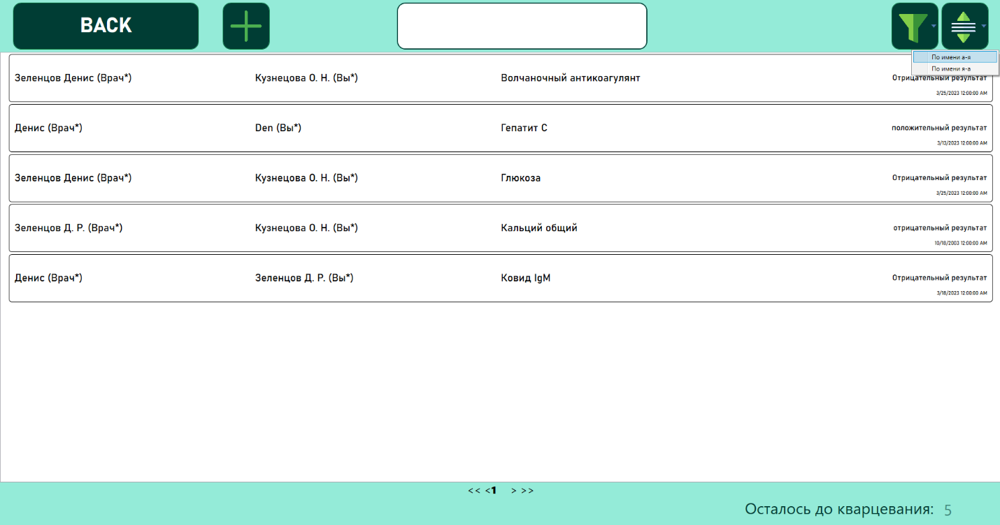 BACK
По имени а-я
По имени я-а
Зеленцов Денис (Врач*) Кузнецова О. Н. (Вы*) Волчаночный антикоагулянт Отрицательный результат
3/25/2023 12:00:00 AM
Денис (Врач*) Den (Вы*) Гепатит С положительный результат
3/13/2023 12:00:00 AM
Зеленцов Денис (Врач*) Кузнецова О. Н. (Вы*) Глюкоза Отрицательный результат
3/25/2023 12:00:00 AM
Зеленцов Д. Р. (Врач*) Кузнецова О. Н. (Вы*) Кальций общий отрицательный результат
10/18/2003 12:00:00 AM
Денис (Врач*) Зеленцов Д. Р. (Вы*) Ковид IgM Отрицательный результат
3/18/2023 12:00:00 AM
<< <1 > >>
Осталось до кварцевания: 5